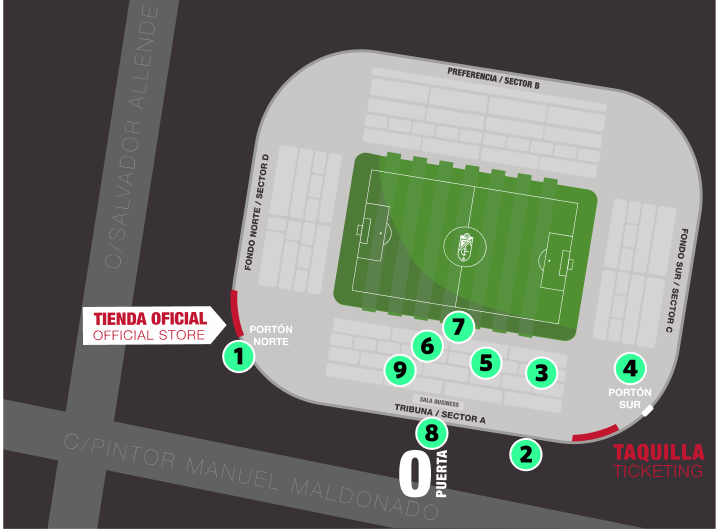 C/SALVADOR ALLENDE
PREFERENCIA / SECTOR B
FONDO NORTE / SECTOR D
FONDO SUR / SECTOR C
TIENDA OFICIAL
OFFICIAL STORE
PORTÓN
NORTE
1
7
6
5
9
3
4
PORTÓN
SUR
SALA BUSINESS
TRIBUNA / SECTOR A
8
2
0
PUERTA
TAQUILLA
TICKETING
C/PINTOR MANUEL MALDONADO